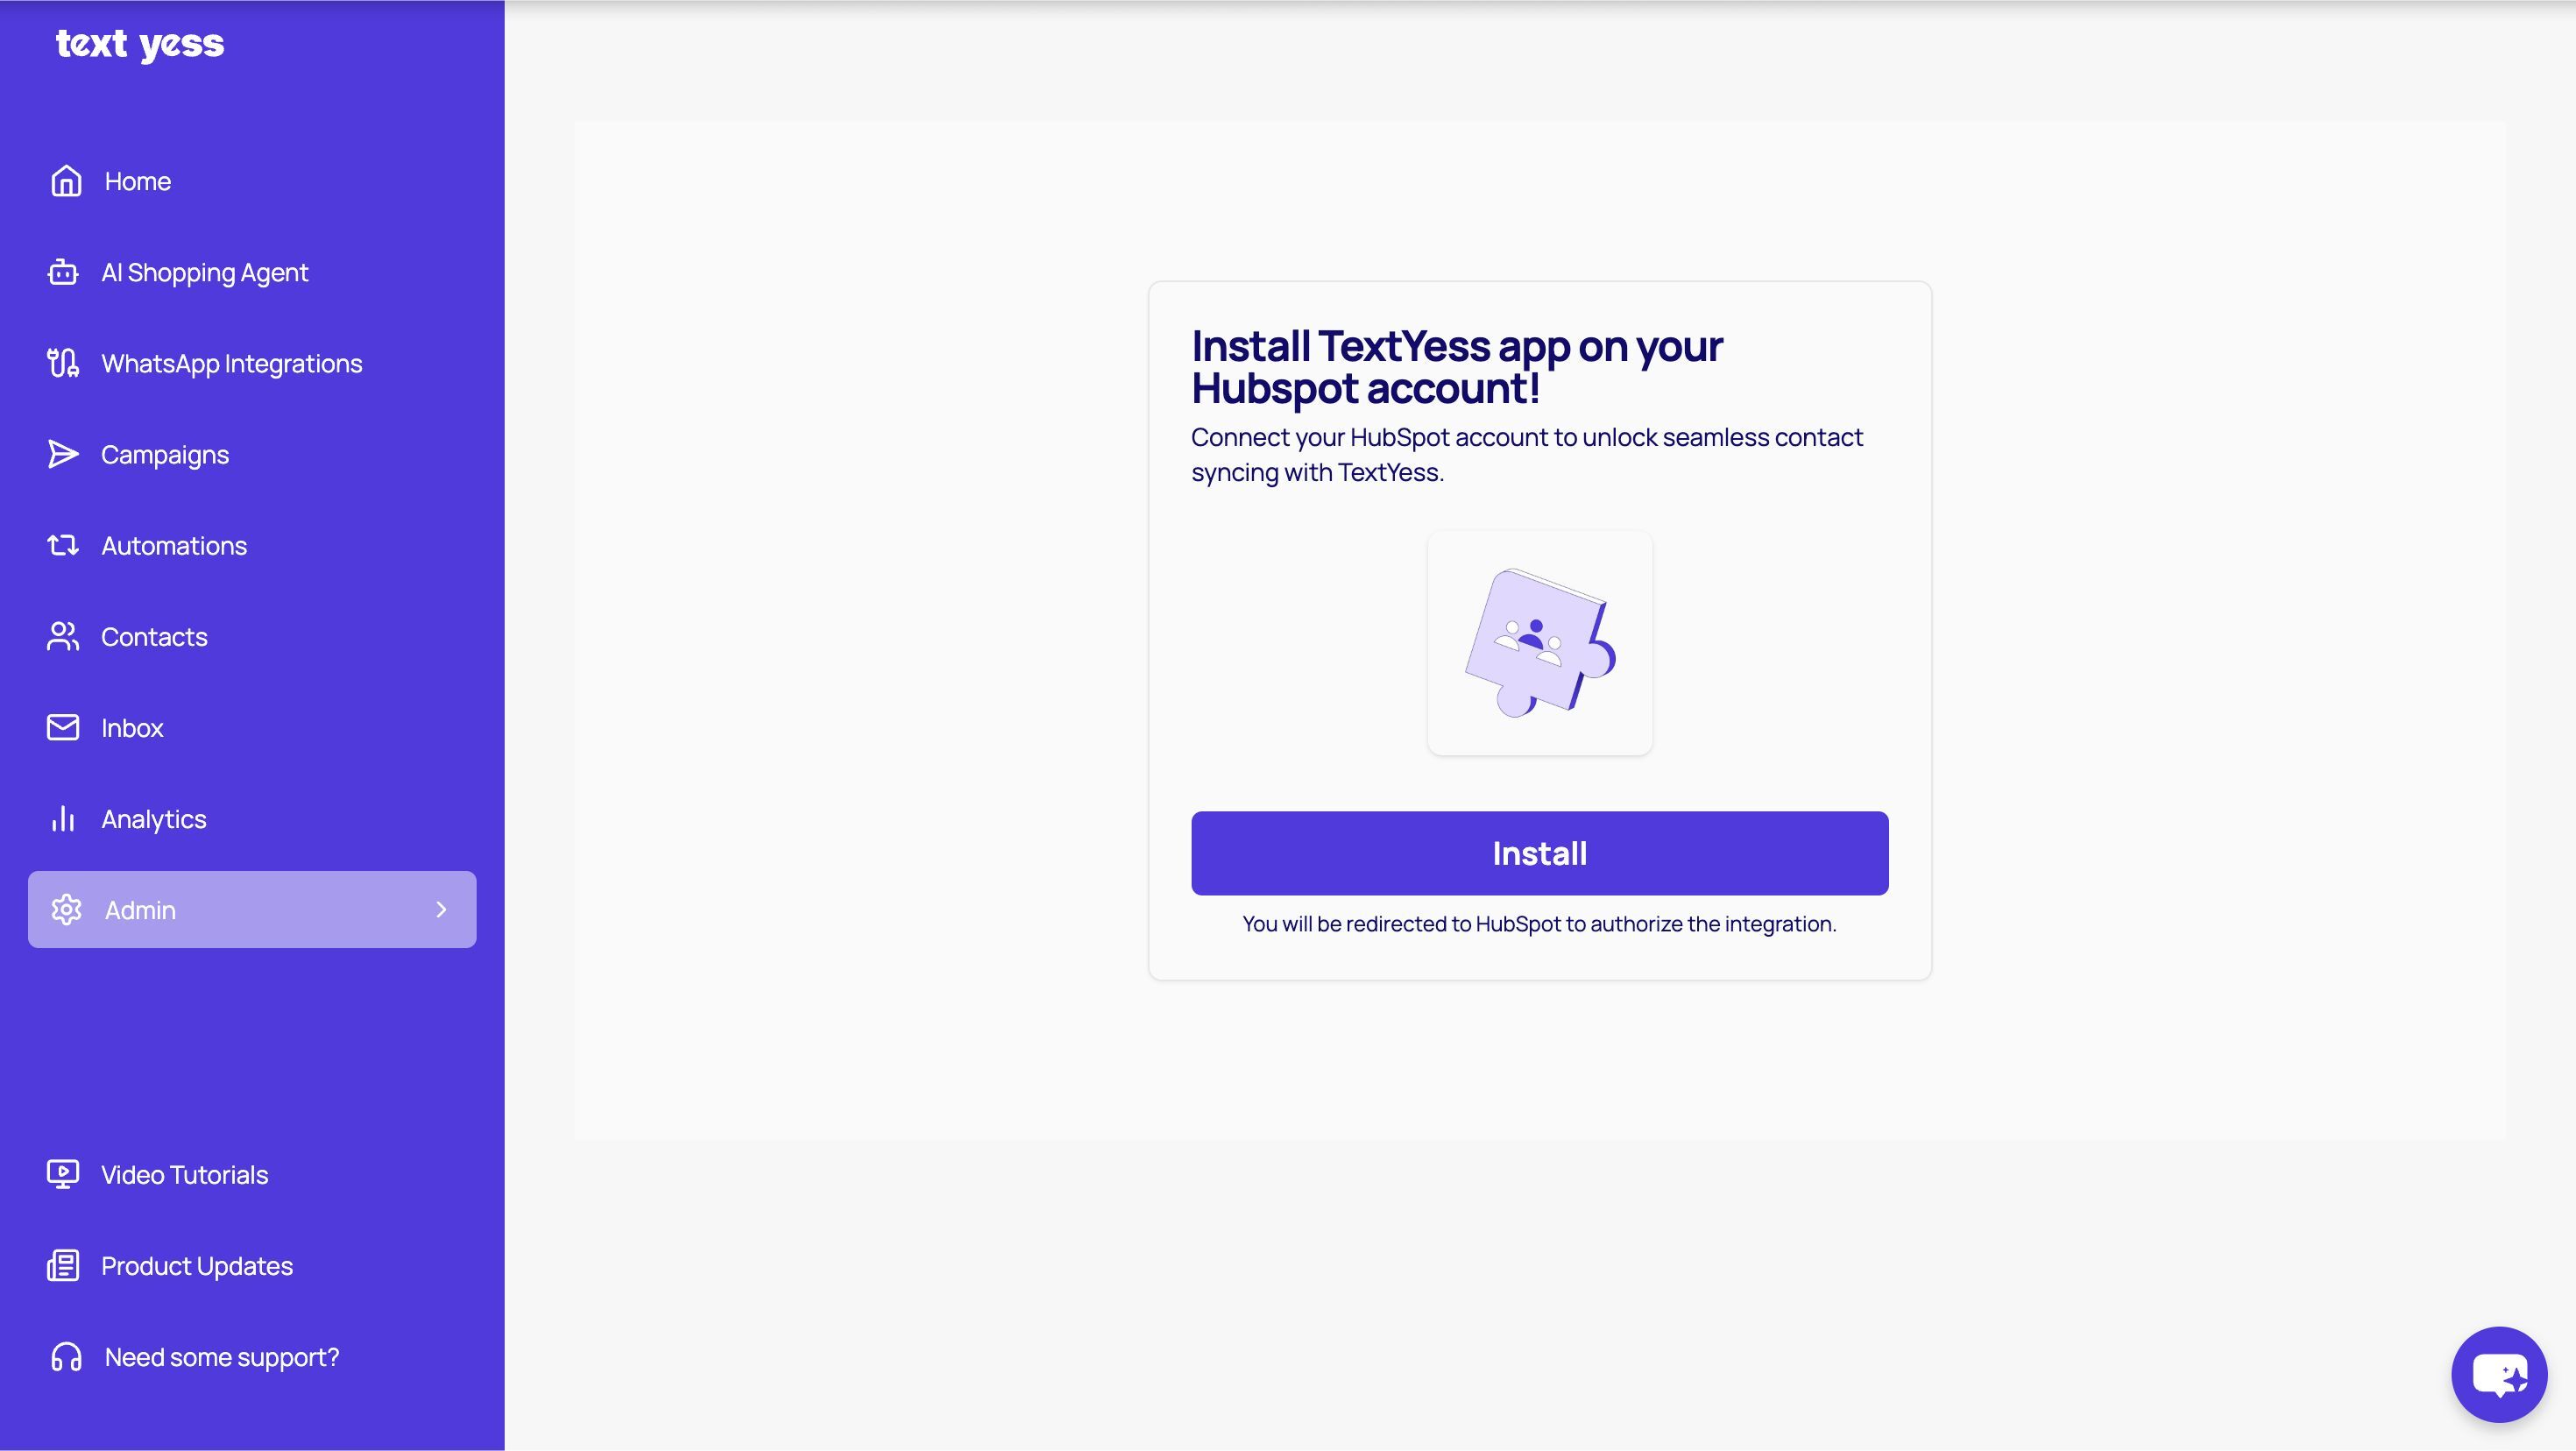 text yess
Home
AI Shopping Agent
WhatsApp Integrations
Campaigns
Automations
Contacts
Inbox
Analytics
Admin
Video Tutorials
Product Updates
Need some support?
Install TextYess app on your
Hubspot account!
Connect your HubSpot account to unlock seamless contact
syncing with TextYess.
Install
You will be redirected to HubSpot to authorize the integration.